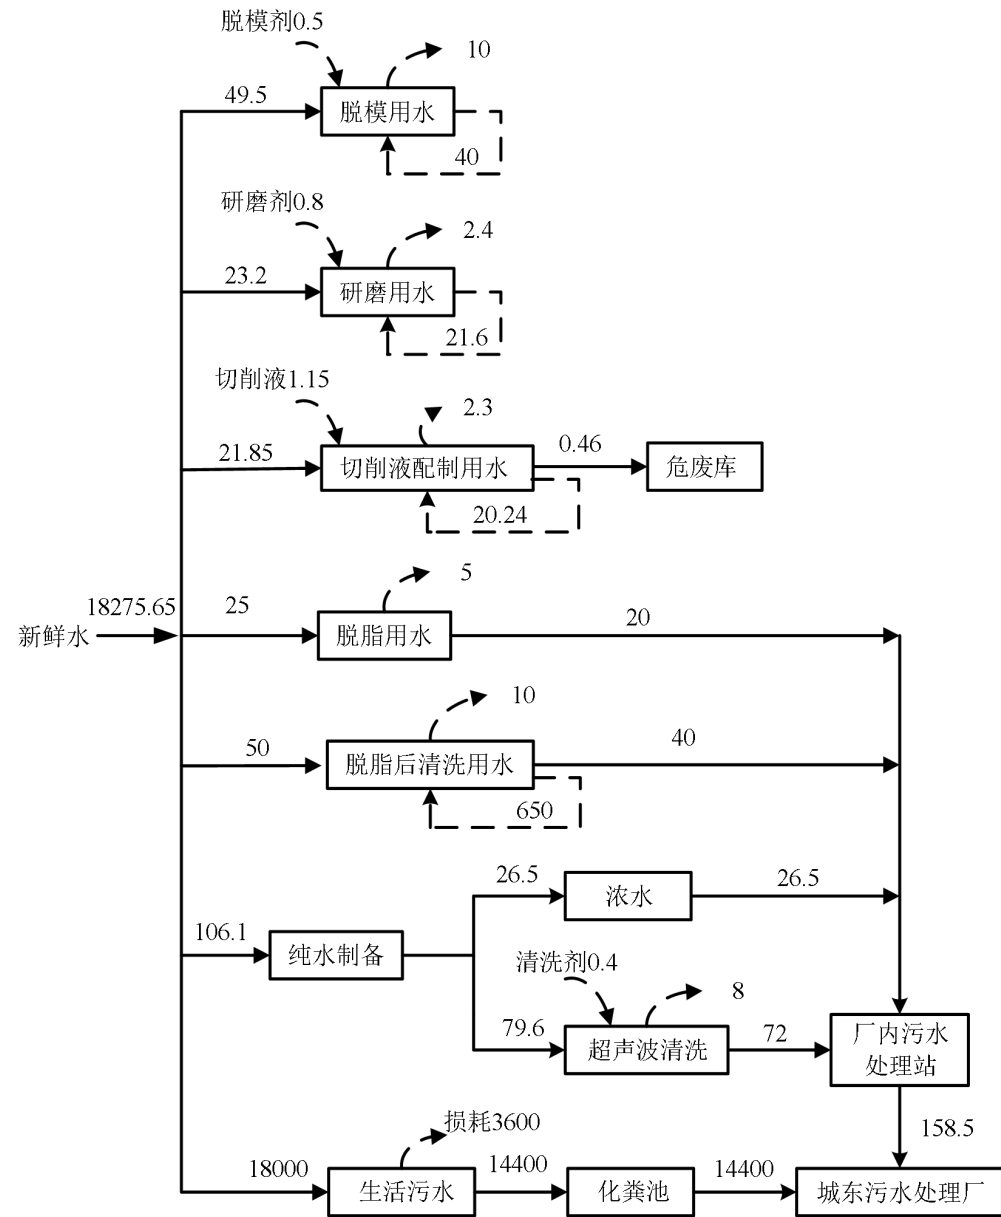 脱模剂0.5
10
49.5
脱模用水
40
研磨剂0.8
2.4
23.2
研磨用水
21.6
切削液1.15
2.3
21.85
切削液配制用水
0.46
危废库
20.24
新鲜水
18275.65
25
5
脱脂用水
20
50
10
脱脂后清洗用水
40
650
106.1
纯水制备
26.5
浓水
26.5
清洗剂0.4
8
79.6
超声波清洗
72
厂内污水
处理站
158.5
损耗3600
18000
生活污水
14400
化粪池
14400
城东污水处理厂